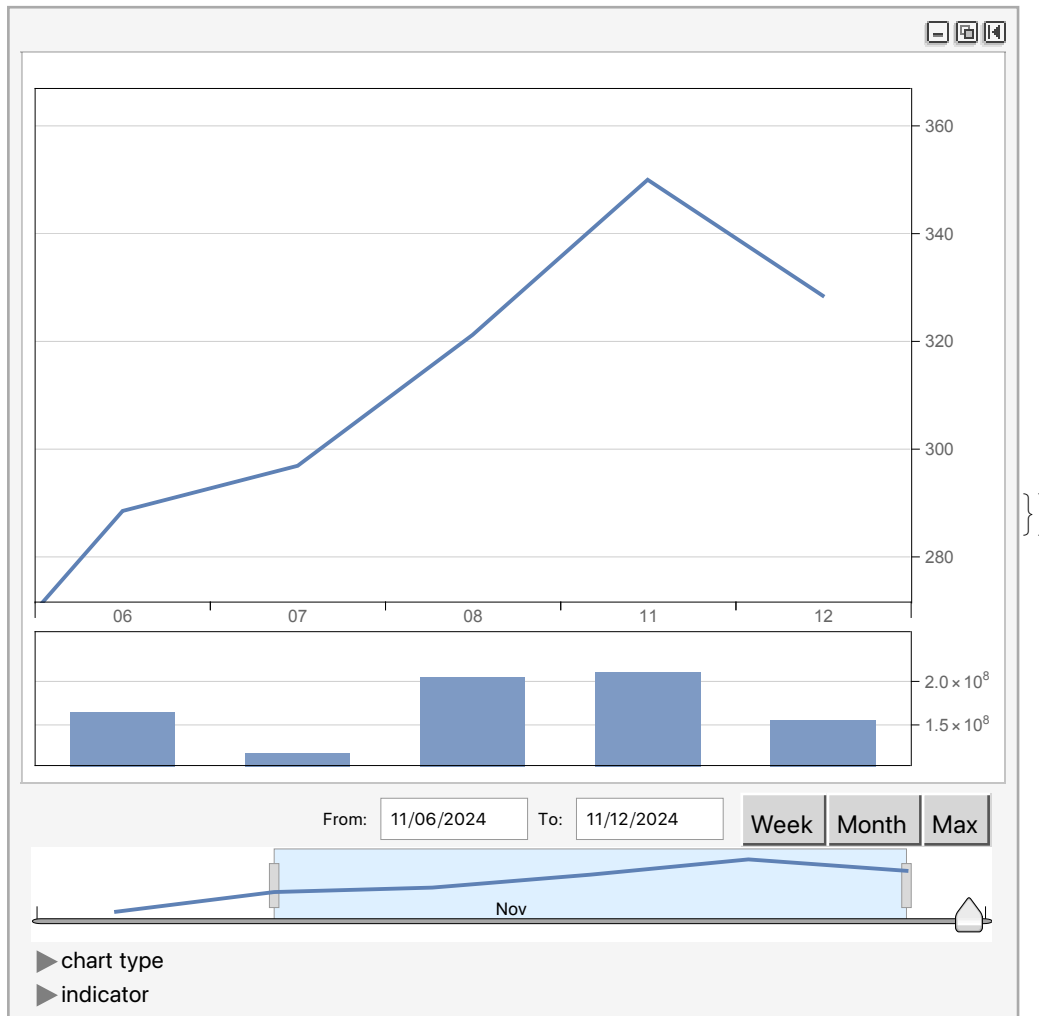 360
340
320
300
280
06 07 08 11 12
2.0×10⁸
1.5×10⁸
From: 11/06/2024 To: 11/12/2024 Week Month Max
Nov
chart type
indicator
}